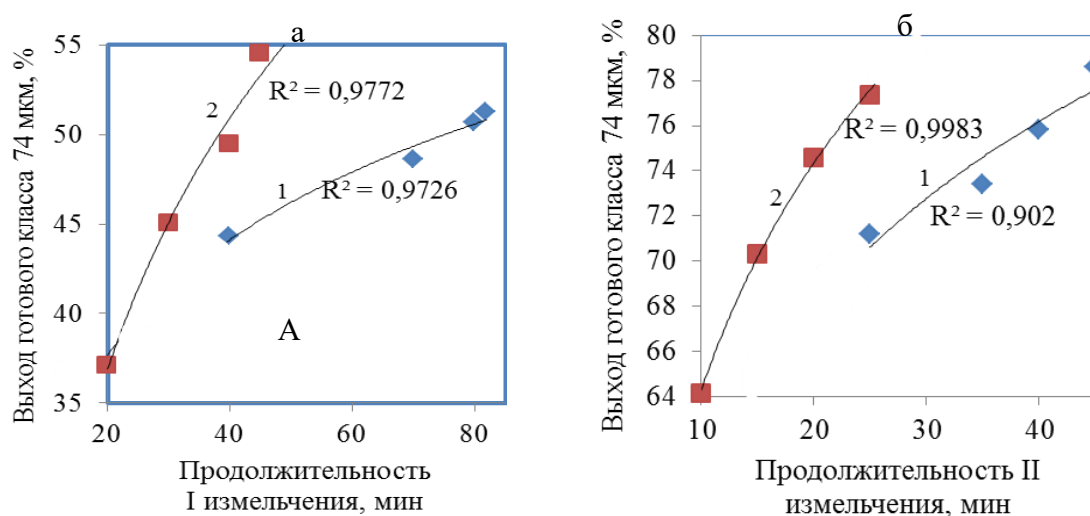 а
Выход готового класса 74 мкм, %
55
50
45
40
35
2
R² = 0,9772
1
R² = 0,9726
А
20
40
60
80
Продолжительность
I измельчения, мин
б
Выход готового класса 74 мкм, %
80
78
76
74
72
70
68
66
64
R² = 0,9983
2
1
R² = 0,902
10
20
30
40
Продолжительность II
измельчения, мин